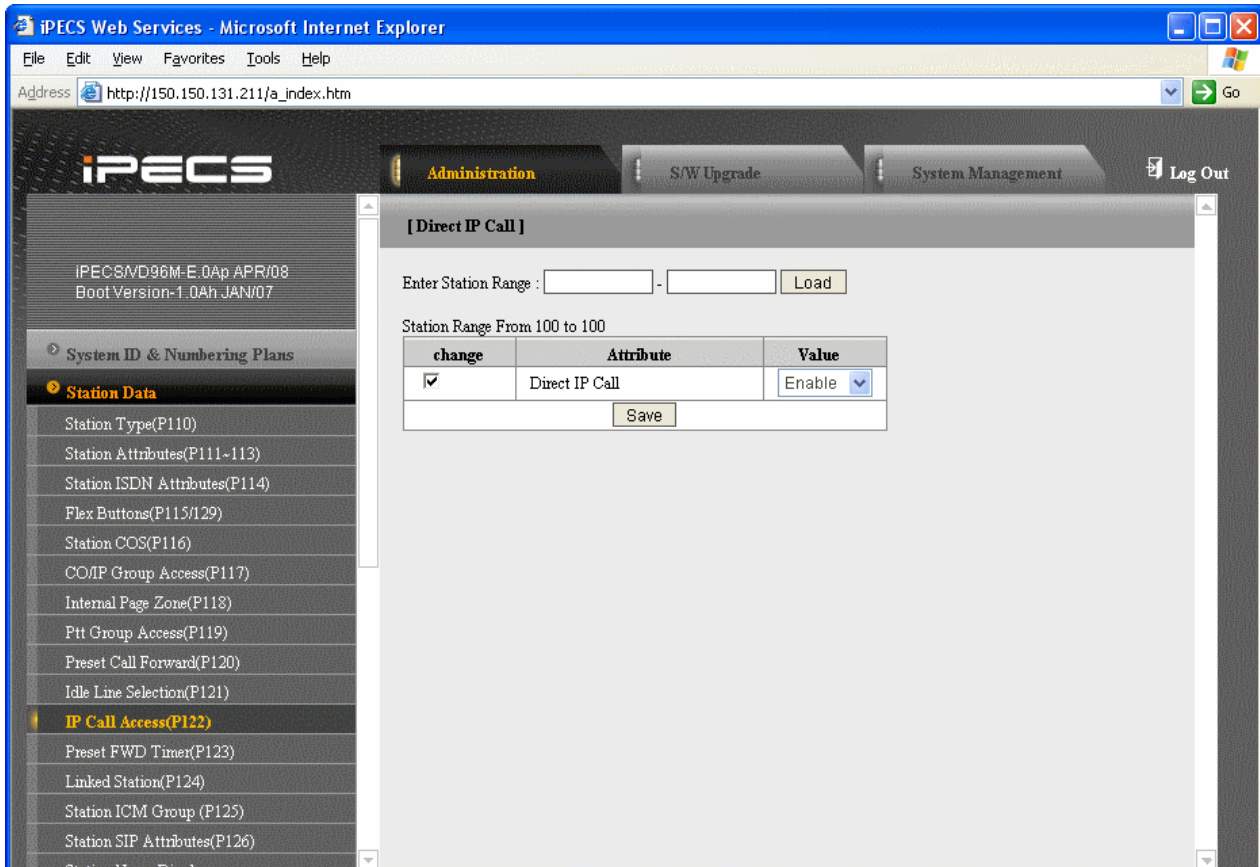 iPECS Web Services - Microsoft Internet Explorer
File Edit View Favorites Tools Help
Address http://150.150.131.211/a_index.htm Go
iPECS
Administration S/W Upgrade System Management Log Out
iPECS/VD96M-E.0Ap APR/08
Boot Version-1.0Ah JAN/07
System ID & Numbering Plans
Station Data
Station Type(P110)
Station Attributes(P111~113)
Station ISDN Attributes(P114)
Flex Buttons(P115/129)
Station COS(P116)
CO/IP Group Access(P117)
Internal Page Zone(P118)
Ptt Group Access(P119)
Preset Call Forward(P120)
Idle Line Selection(P121)
IP Call Access(P122)
Preset FWD Timer(P123)
Linked Station(P124)
Station ICM Group (P125)
Station SIP Attributes(P126)
[ Direct IP Call ]
Enter Station Range : - Load
Station Range From 100 to 100
change Attribute Value
Direct IP Call Enable
Save